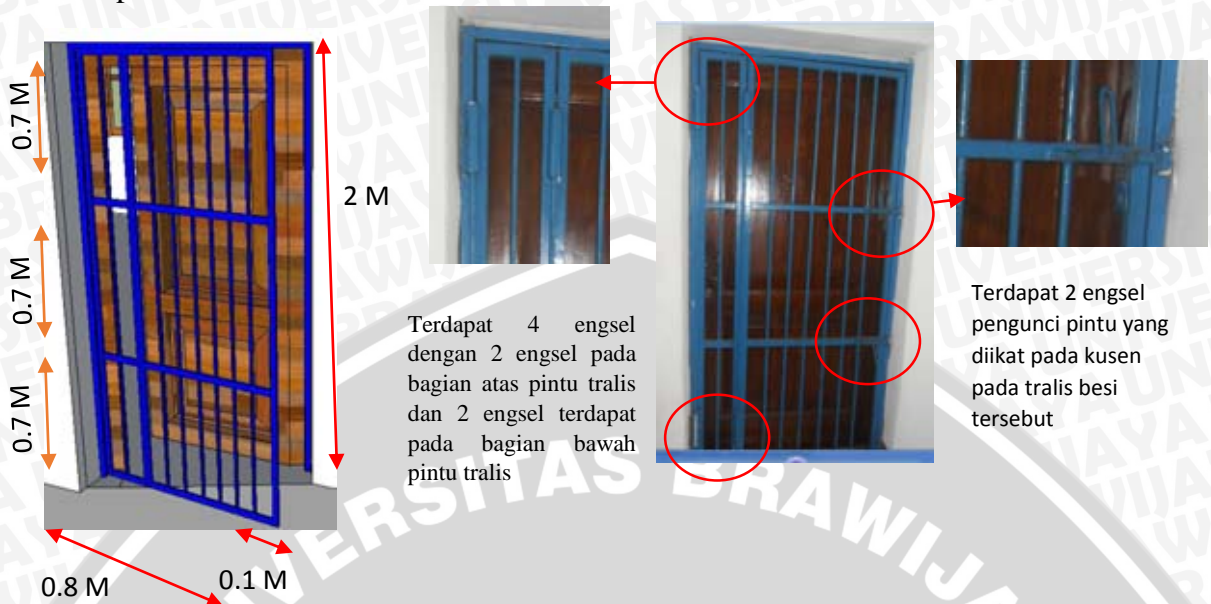 0.7 M
0.7 M
0.7 M
2 M
0.8 M
0.1 M
Terdapat 4 engsel
dengan 2 engsel pada
bagian atas pintu tralis
dan 2 engsel terdapat
pada bagian bawah
pintu tralis
Terdapat 2 engsel
pengunci pintu yang
diikat pada kusen
pada tralis besi
tersebut
VERSITAS BRAWIJA